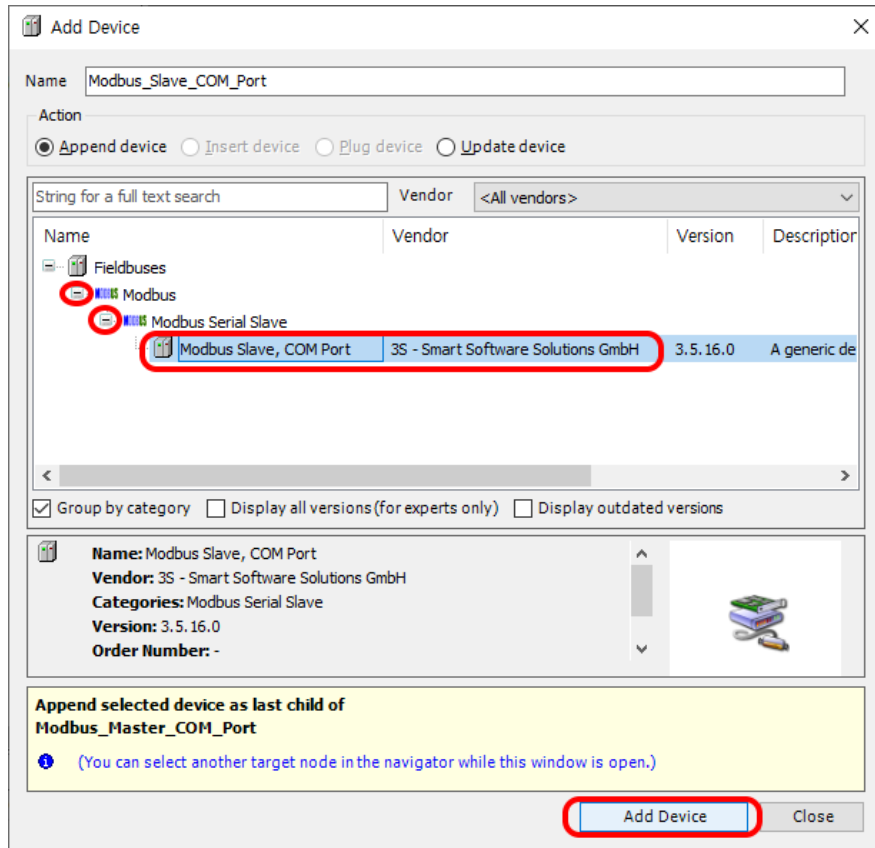 Add Device
Name Modbus_Slave_COM_Port
Action
Append device Insert device Plug device Update device
String for a full text search Vendor <All vendors>
Name Vendor Version Description
Fieldbuses
MODBUS Modbus
MODBUS Modbus Serial Slave
Modbus Slave, COM Port 3S - Smart Software Solutions GmbH 3.5.16.0 A generic de
Group by category Display all versions (for experts only) Display outdated versions
Name: Modbus Slave, COM Port
Vendor: 3S - Smart Software Solutions GmbH
Categories: Modbus Serial Slave
Version: 3.5.16.0
Order Number: -
Append selected device as last child of
Modbus_Master_COM_Port
(You can select another target node in the navigator while this window is open.)
Add Device Close